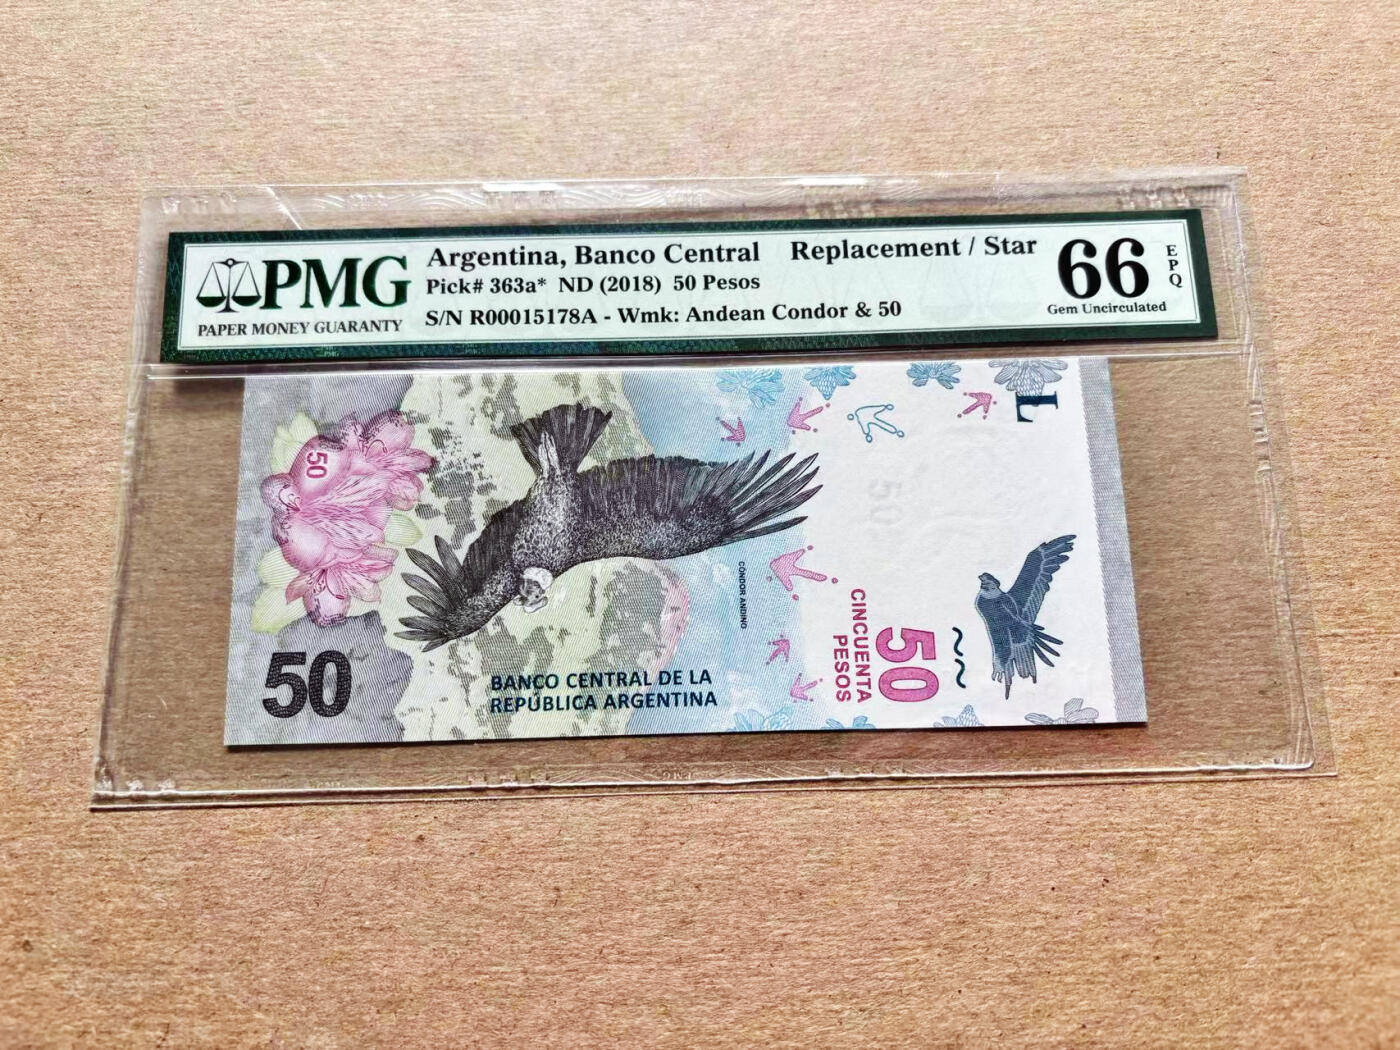 PMG
PAPER MONEY GUARANTY
Argentina, Banco Central Replacement / Star
Pick# 363a* ND (2018) 50 Pesos
S/N R00015178A - Wmk: Andean Condor & 50
66
EPQ
Gem Uncirculated
50
50
CÓNDOR ANDINO
BANCO CENTRAL DE LA
REPÚBLICA ARGENTINA
50
50
CINCUENTA
PESOS
L